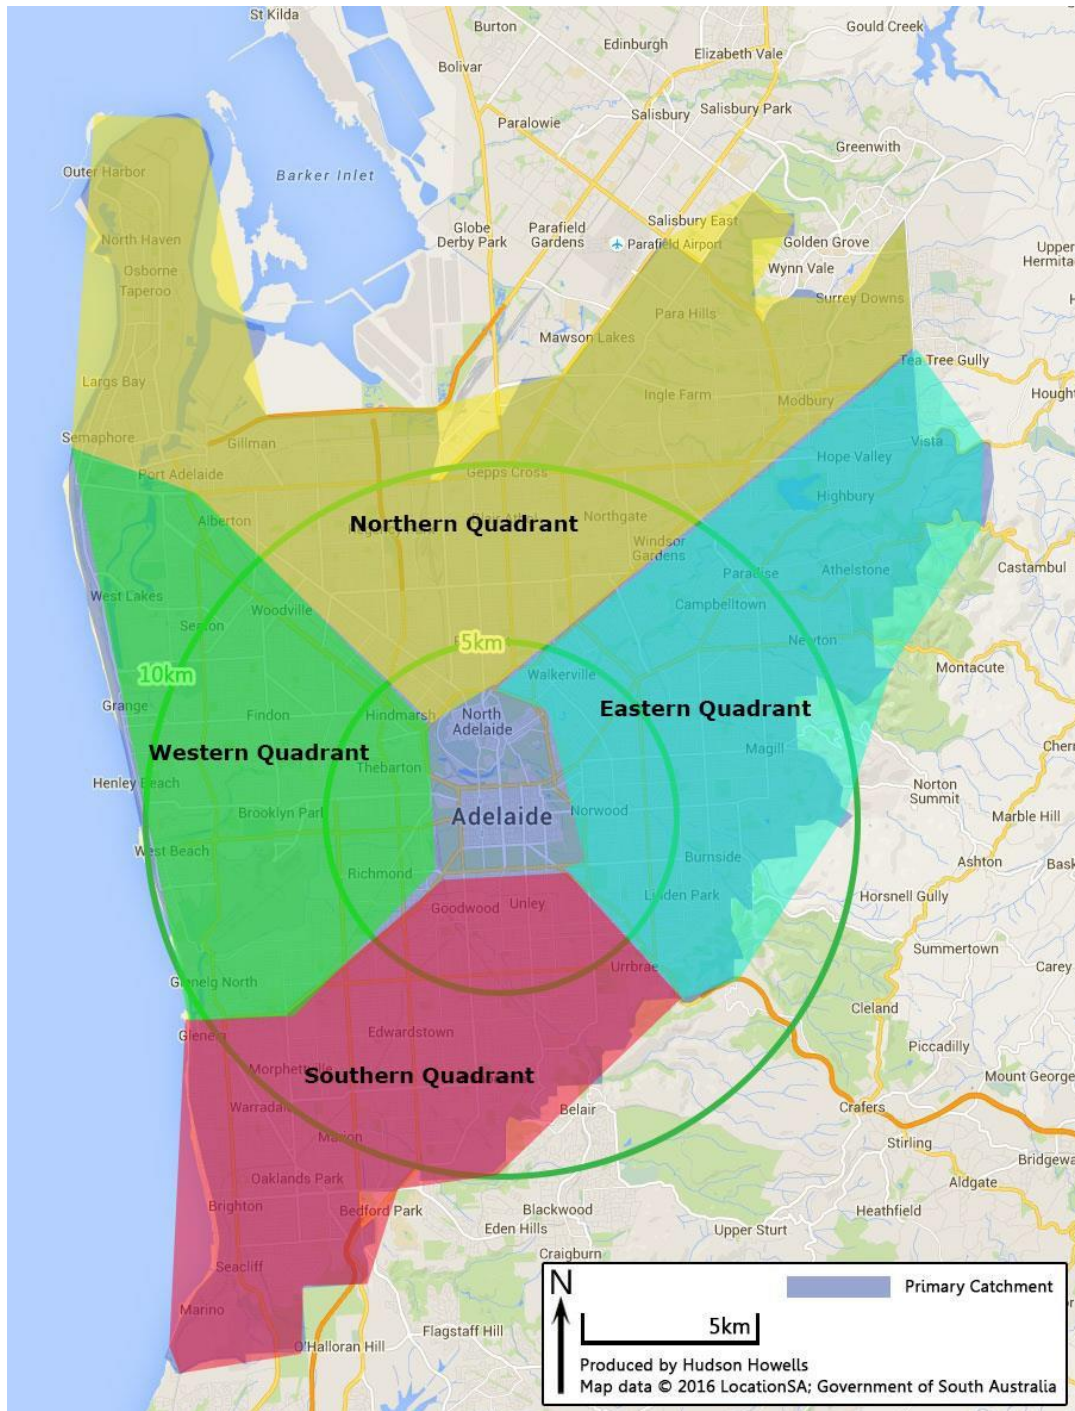 St Kilda
Burton
Gould Creek
Edinburgh
Elizabeth Vale
Bolivar
Salisbury
Salisbury Park
Paralowie
Greenwith
Outer Harbor
Barker Inlet
Globe
Derby Park
Parafield
Gardens
Salisbury East
Parafield Airport
Golden Grove
Upper
Hermita
North Haven
Wynn Vale
Osborne
Taperoo
Surrey Downs
Para Hills
Mawson Lakes
Tea Tree Gully
Largs Bay
Ingle Farm
Modbury
Hought
Semaphore
Gillman
Vista
Port Adelaide
Gepps Cross
Hope Valley
Highbury
Alberton
Northern Quadrant
Northgate
Windsor
Gardens
Castambul
Paradise
Athelstone
West Lakes
Woodville
Campbelltown
Seaton
5km
Newton
10km
Walkerville
Montacute
Grange
Findon
Hindmarsh
North
Adelaide
Eastern Quadrant
Western Quadrant
Magill
Cher
Thebarton
Henley Beach
Norton
Summit
Brooklyn Park
Adelaide
Norwood
Marble Hill
West Beach
Burnside
Ashton
Bask
Richmond
Linden Park
Horsnell Gully
Goodwood
Unley
Summertown
Urrbrae
Carey
Glenelg North
Cleland
Glenelg
Edwardstown
Piccadilly
Morphettville
Southern Quadrant
Mount George
Warradale
Belair
Crafers
Marion
Stirling
Bridgewa
Oaklands Park
Aldgate
Brighton
Bedford Park
Blackwood
Heathfield
Eden Hills
Upper Sturt
Craigburn
Seacliff
Marino
O'Halloran Hill
Flagstaff Hill
N
Primary Catchment
5km
Produced by Hudson Howells
Map data © 2016 LocationSA; Government of South Australia